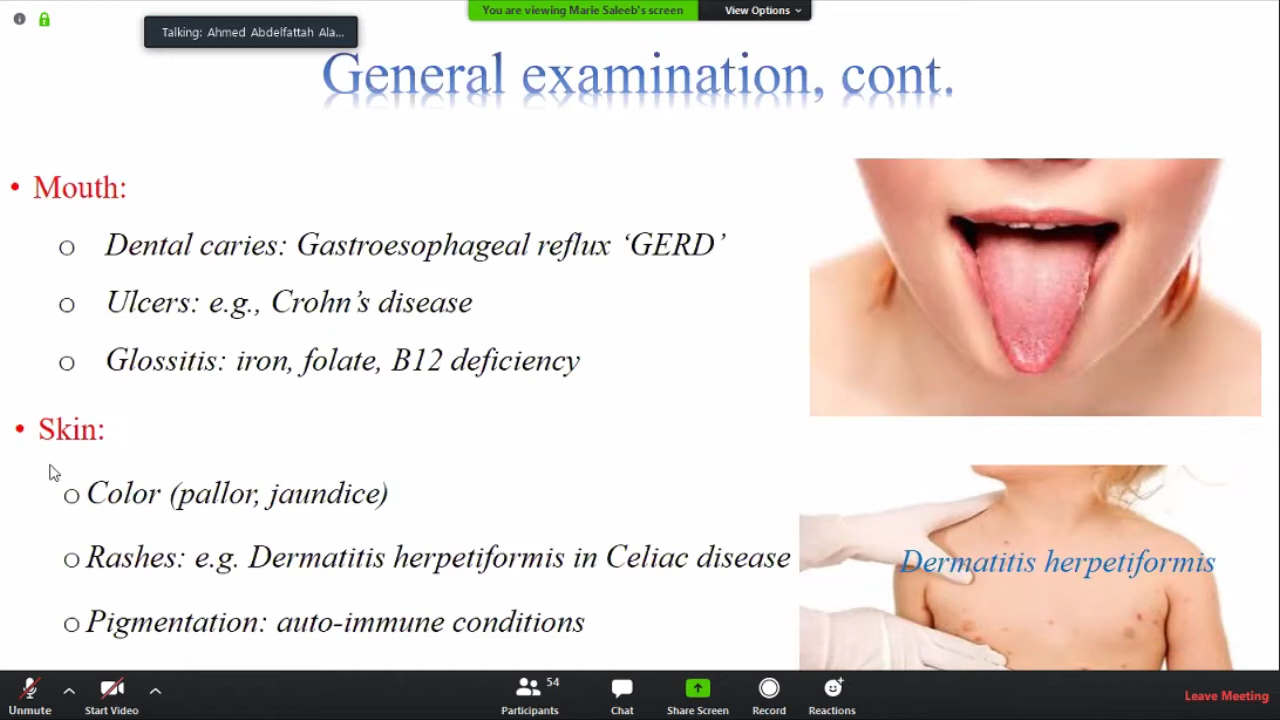 You are viewing Marie Saleeb's screen
View Options
Talking: Ahmed Abdelfattah Ala...
General examination, cont.
• Mouth:
o Dental caries: Gastroesophageal reflux ‘GERD’
o Ulcers: e.g., Crohn’s disease
o Glossitis: iron, folate, B12 deficiency
• Skin:
o Color (pallor, jaundice)
o Rashes: e.g. Dermatitis herpetiformis in Celiac disease
Dermatitis herpetiformis
o Pigmentation: auto-immune conditions
Unmute
Start Video
54
Participants
Chat
Share Screen
Record
Reactions
Leave Meeting